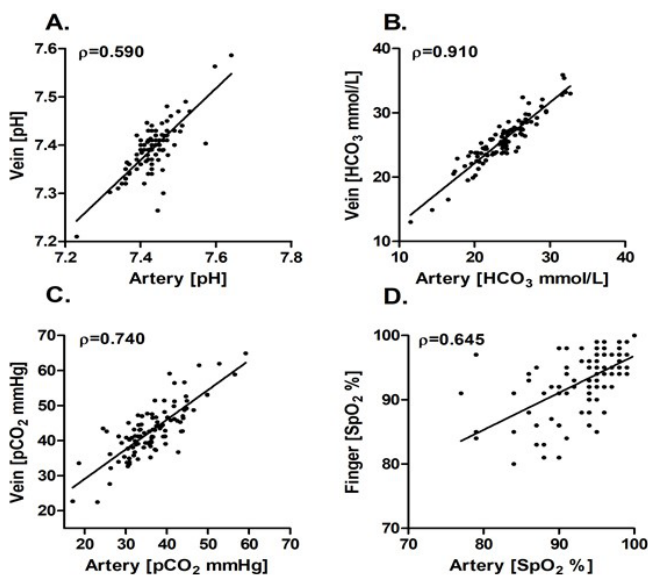 A.
ρ=0.590
7.6
7.5
7.4
7.3
7.2
7.2
7.4
7.6
7.8
Vein [pH]
Artery [pH]
B.
ρ=0.910
40
30
20
10
10
20
30
40
Vein [HCO₃ mmol/L]
Artery [HCO₃ mmol/L]
C.
ρ=0.740
70
60
50
40
30
20
20
30
40
50
60
70
Vein [pCO₂ mmHg]
Artery [pCO₂ mmHg]
D.
ρ=0.645
100
90
80
70
70
80
90
100
Finger [SpO₂ %]
Artery [SpO₂ %]